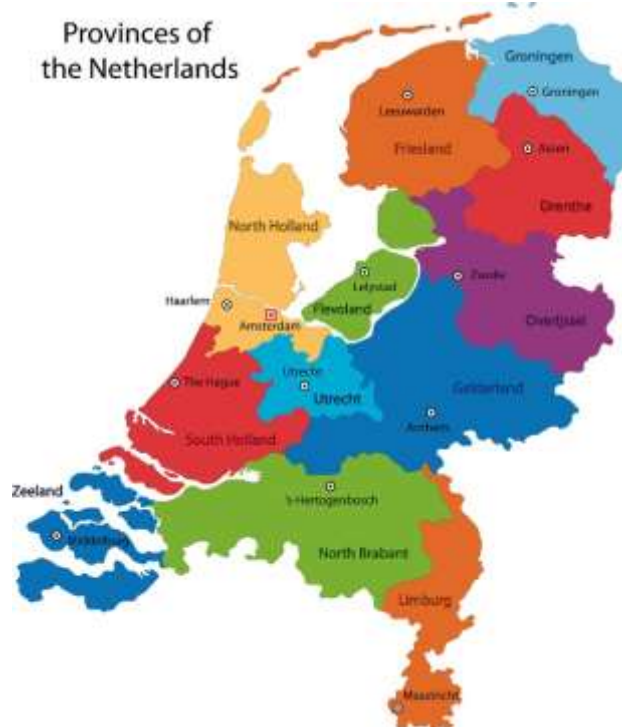 Provinces of
the Netherlands
Groningen
Groningen
Leeuwarden
Friesland
Assen
Drenthe
North Holland
Lelystad
Zwolle
Haarlem
Flevoland
Amsterdam
Overijssel
Utrecht
The Hague
Utrecht
Gelderland
Arnhem
South Holland
Zeeland
's-Hertogenbosch
Middelburg
North Brabant
Limburg
Maastricht